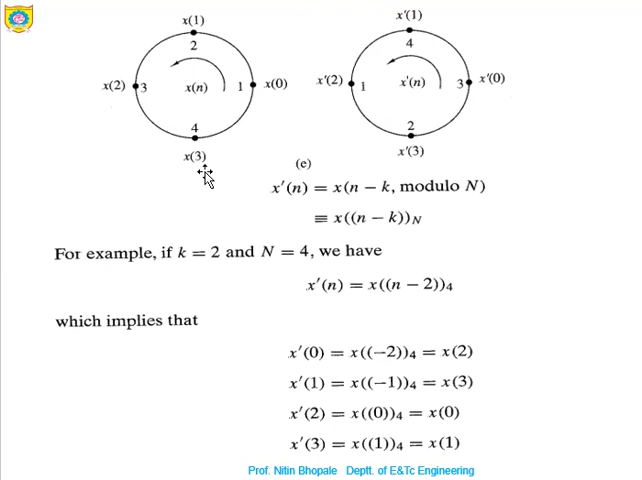 x(1)
2
x(2) 3 x(n) 1 x(0)
4
x(3)
x'(1)
4
x'(2) 1 x'(n) 3 x'(0)
2
x'(3)
(e)
x'(n) = x(n − k, modulo N)
≡ x((n − k))N
For example, if k = 2 and N = 4, we have
x'(n) = x((n − 2))4
which implies that
x'(0) = x((−2))4 = x(2)
x'(1) = x((−1))4 = x(3)
x'(2) = x((0))4 = x(0)
x'(3) = x((1))4 = x(1)
Prof. Nitin Bhopale Deptt. of E&Tc Engineering